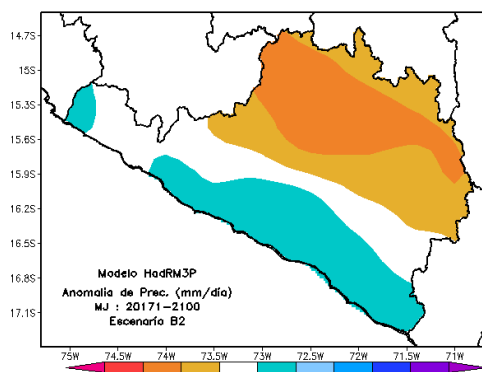 14.7S
15S
15.3S
15.6S
15.9S
16.2S
16.5S
16.8S
17.1S
Modelo HadRM3P
Anomalia de Prec. (mm/día)
MJ : 20171-2100
Escenario B2
75W 74.5W 74W 73.5W 73W 72.5W 72W 71.5W 71W